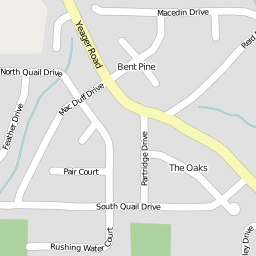 Macedin Drive
Yeager Road
Bent Pine
North Quail Drive
Mac Duff Drive
Feather Drive
Partridge Drive
Pair Court
The Oaks
South Quail Drive
Rushing Water Court
Drive